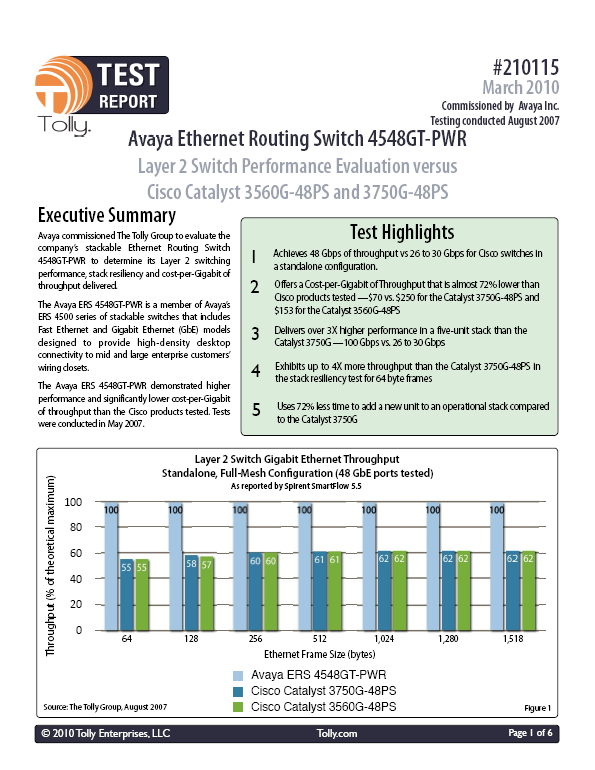 TEST
REPORT
Tolly.
#210115
March 2010
Commissioned by Avaya Inc.
Testing conducted August 2007
Avaya Ethernet Routing Switch 4548GT-PWR
Layer 2 Switch Performance Evaluation versus
Cisco Catalyst 3560G-48PS and 3750G-48PS
Executive Summary
Avaya commissioned The Tolly Group to evaluate the
company's stackable Ethernet Routing Switch
4548GT-PWR to determine its Layer 2 switching
performance, stack resiliency and cost-per-Gigabit of
throughput delivered.
The Avaya ERS 4548GT-PWR is a member of Avaya's
ERS 4500 series of stackable switches that includes
Fast Ethernet and Gigabit Ethernet (GbE) models
designed to provide high-density desktop
connectivity to mid and large enterprise customers'
wiring closets.
The Avaya ERS 4548GT-PWR demonstrated higher
performance and significantly lower cost-per-Gigabit
of throughput than the Cisco products tested. Tests
were conducted in May 2007.
Test Highlights
1 Achieves 48 Gbps of throughput vs 26 to 30 Gbps for Cisco switches in
a standalone configuration.
2 Offers a Cost-per-Gigabit of Throughput that is almost 72% lower than
Cisco products tested —$70 vs. $250 for the Catalyst 3750G-48PS and
$153 for the Catalyst 3560G-48PS
3 Delivers over 3X higher performance in a five-unit stack than the
Catalyst 3750G — 100 Gbps vs. 26 to 30 Gbps
4 Exhibits up to 4X more throughput than the Catalyst 3750G-48PS in
the stack resiliency test for 64 byte frames
5 Uses 72% less time to add a new unit to an operational stack compared
to the Catalyst 3750G
Layer 2 Switch Gigabit Ethernet Throughput
Standalone, Full-Mesh Configuration (48 GbE ports tested)
As reported by Spirent SmartFlow 5.5
Throughput (% of the oretical maximum)
100
80
60
40
20
0
100 55 55
100 58 57
100 60 60
100 61 61
100 62 62
100 62 62
100 62 62
64 128 256 512 1,024 1,280 1,518
Ethernet Frame Size (bytes)
Avaya ERS 4548GT-PWR
Cisco Catalyst 3750G-48PS
Cisco Catalyst 3560G-48PS
Source: The Tolly Group, August 2007
Figure 1
© 2010 Tolly Enterprises, LLC
Tolly.com
Page 1 of 6